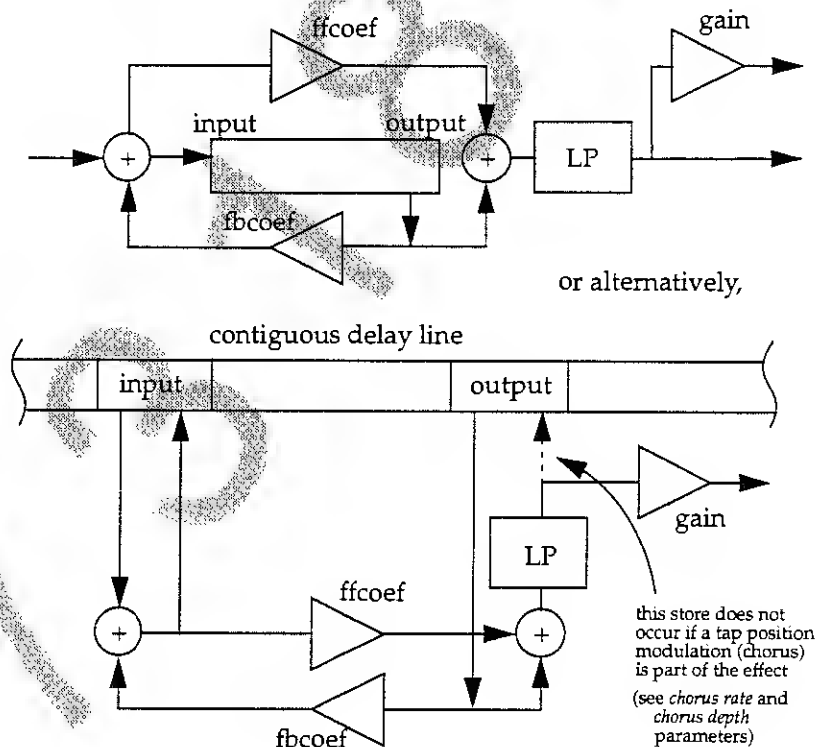 ffcoef
gain
input
output
+
+
LP
fbcoef
or alternatively,
contiguous delay line
input
output
gain
LP
ffcoef
+
+
fbcoef
this store does not
occur if a tap position
modulation (chorus)
is part of the effect
(see chorus rate and
chorus depth
parameters)